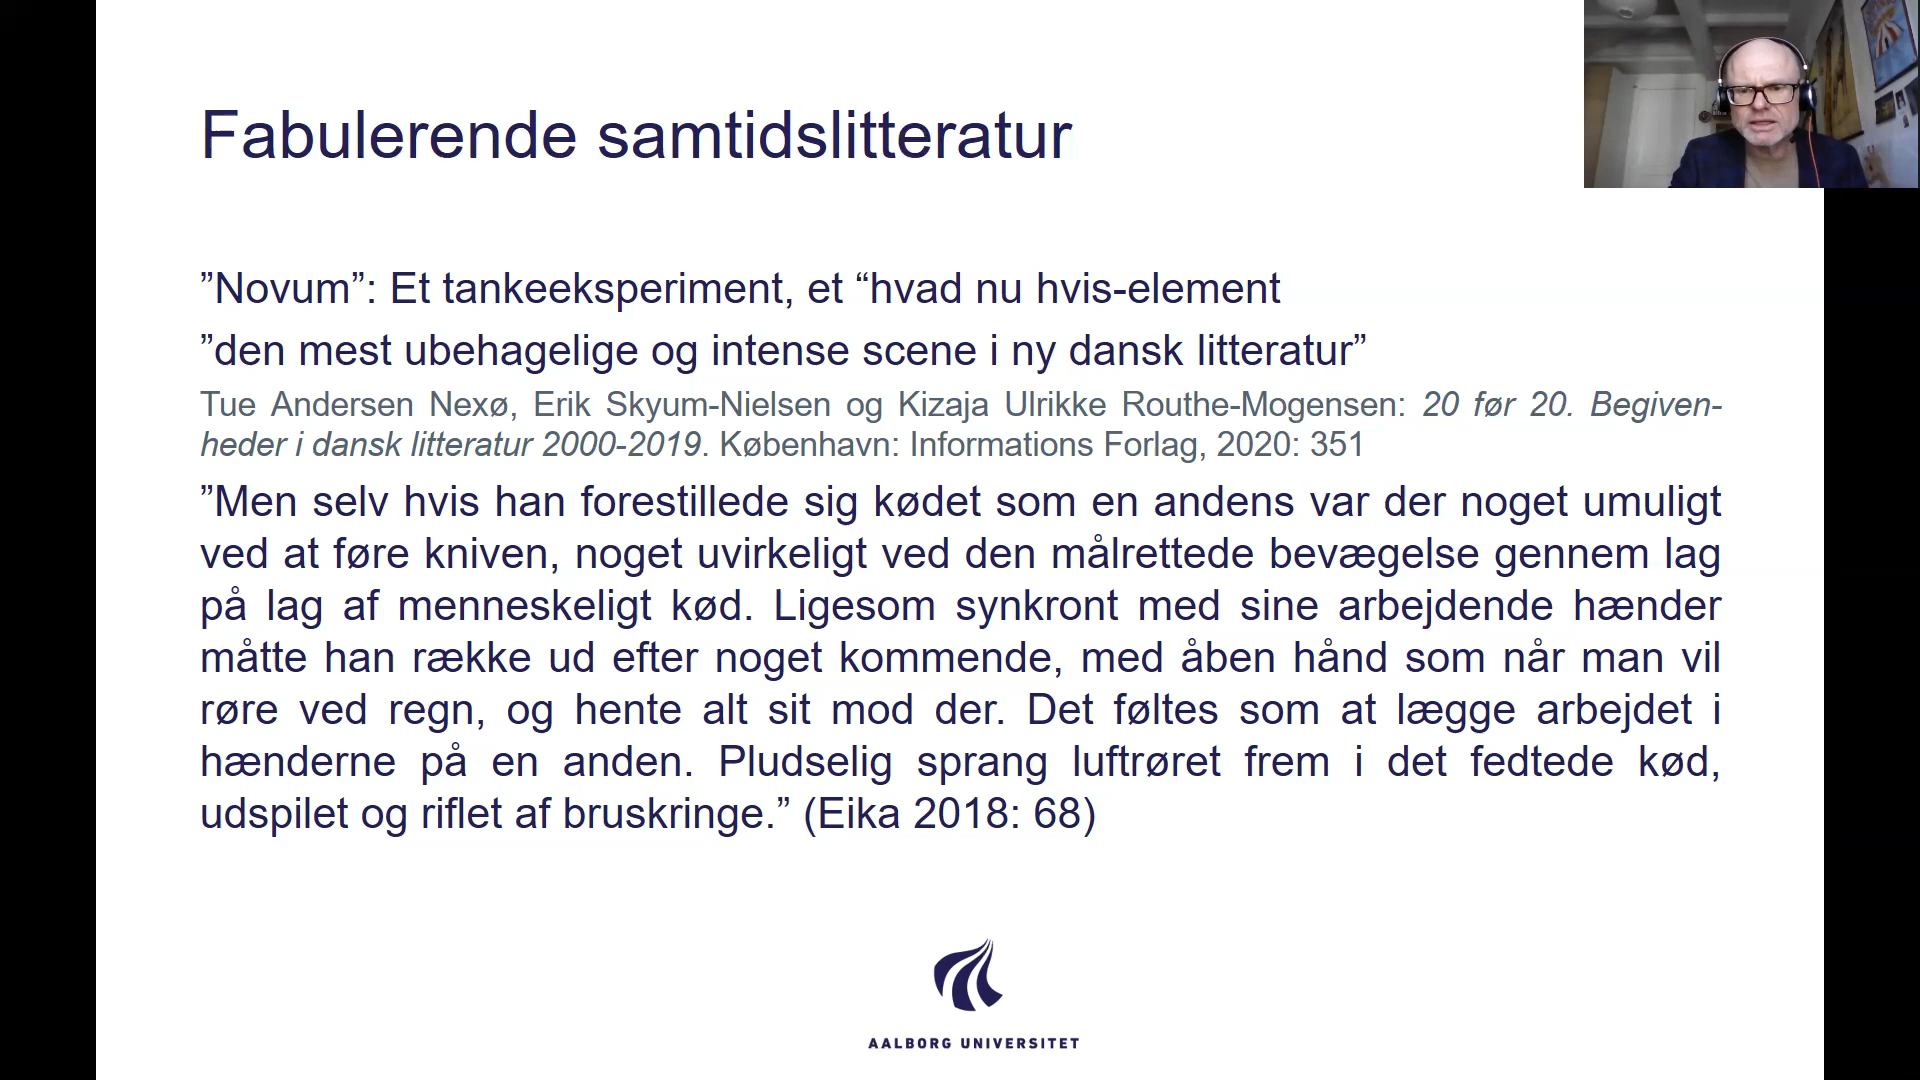 Fabulerende samtidslitteratur
”Novum”: Et tankeeksperiment, et “hvad nu hvis-element
”den mest ubehagelige og intense scene i ny dansk litteratur”
Tue Andersen Nexø, Erik Skyum-Nielsen og Kizaja Ulrikke Routhe-Mogensen: 20 før 20. Begiven-
heder i dansk litteratur 2000-2019. København: Informations Forlag, 2020: 351
”Men selv hvis han forestillede sig kødet som en andens var der noget umuligt
ved at føre kniven, noget uvirkeligt ved den målrettede bevægelse gennem lag
på lag af menneskeligt kød. Ligesom synkront med sine arbejdende hænder
måtte han række ud efter noget kommende, med åben hånd som når man vil
røre ved regn, og hente alt sit mod der. Det føltes som at lægge arbejdet i
hænderne på en anden. Pludselig sprang luftrøret frem i det fedtede kød,
udspilet og riflet af bruskringe.” (Eika 2018: 68)
AALBORG UNIVERSITET